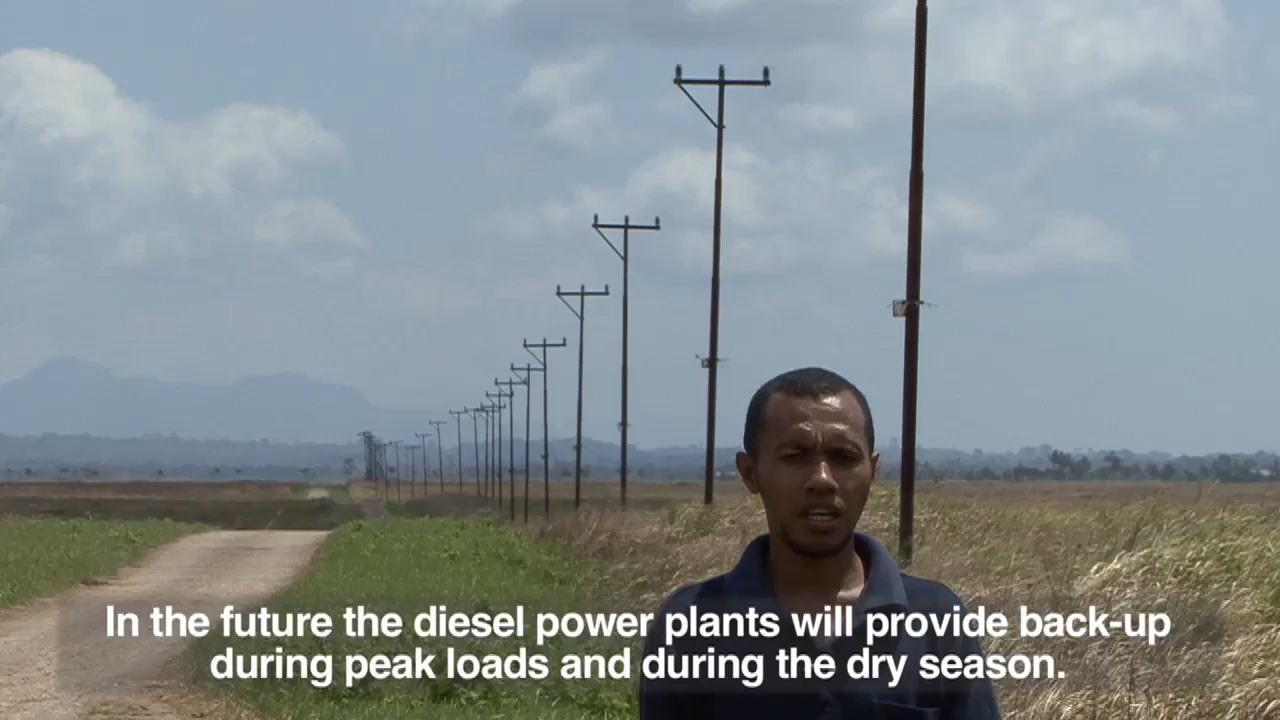 In the future the diesel power plants will provide back-up
during peak loads and during the dry season.